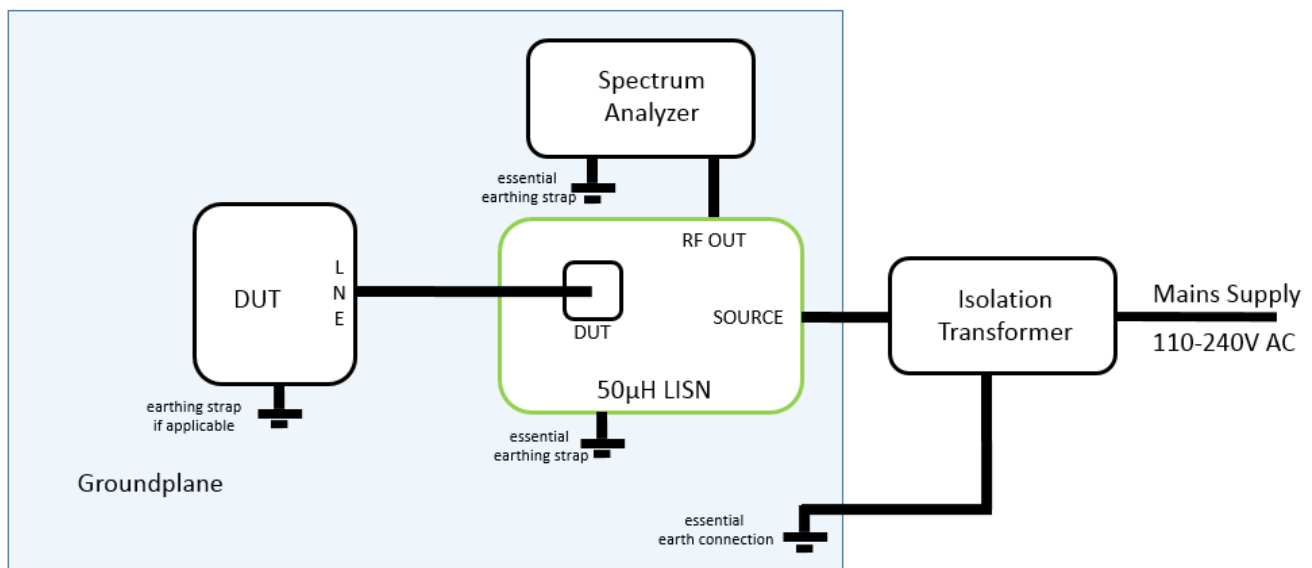 Spectrum
Analyzer
essential
earthing strap
RF OUT
L
N
E
DUT
DUT
SOURCE
50μH LISN
Isolation
Transformer
Mains Supply
110-240V AC
earthing strap
if applicable
essential
earthing strap
Groundplane
essential
earth connection